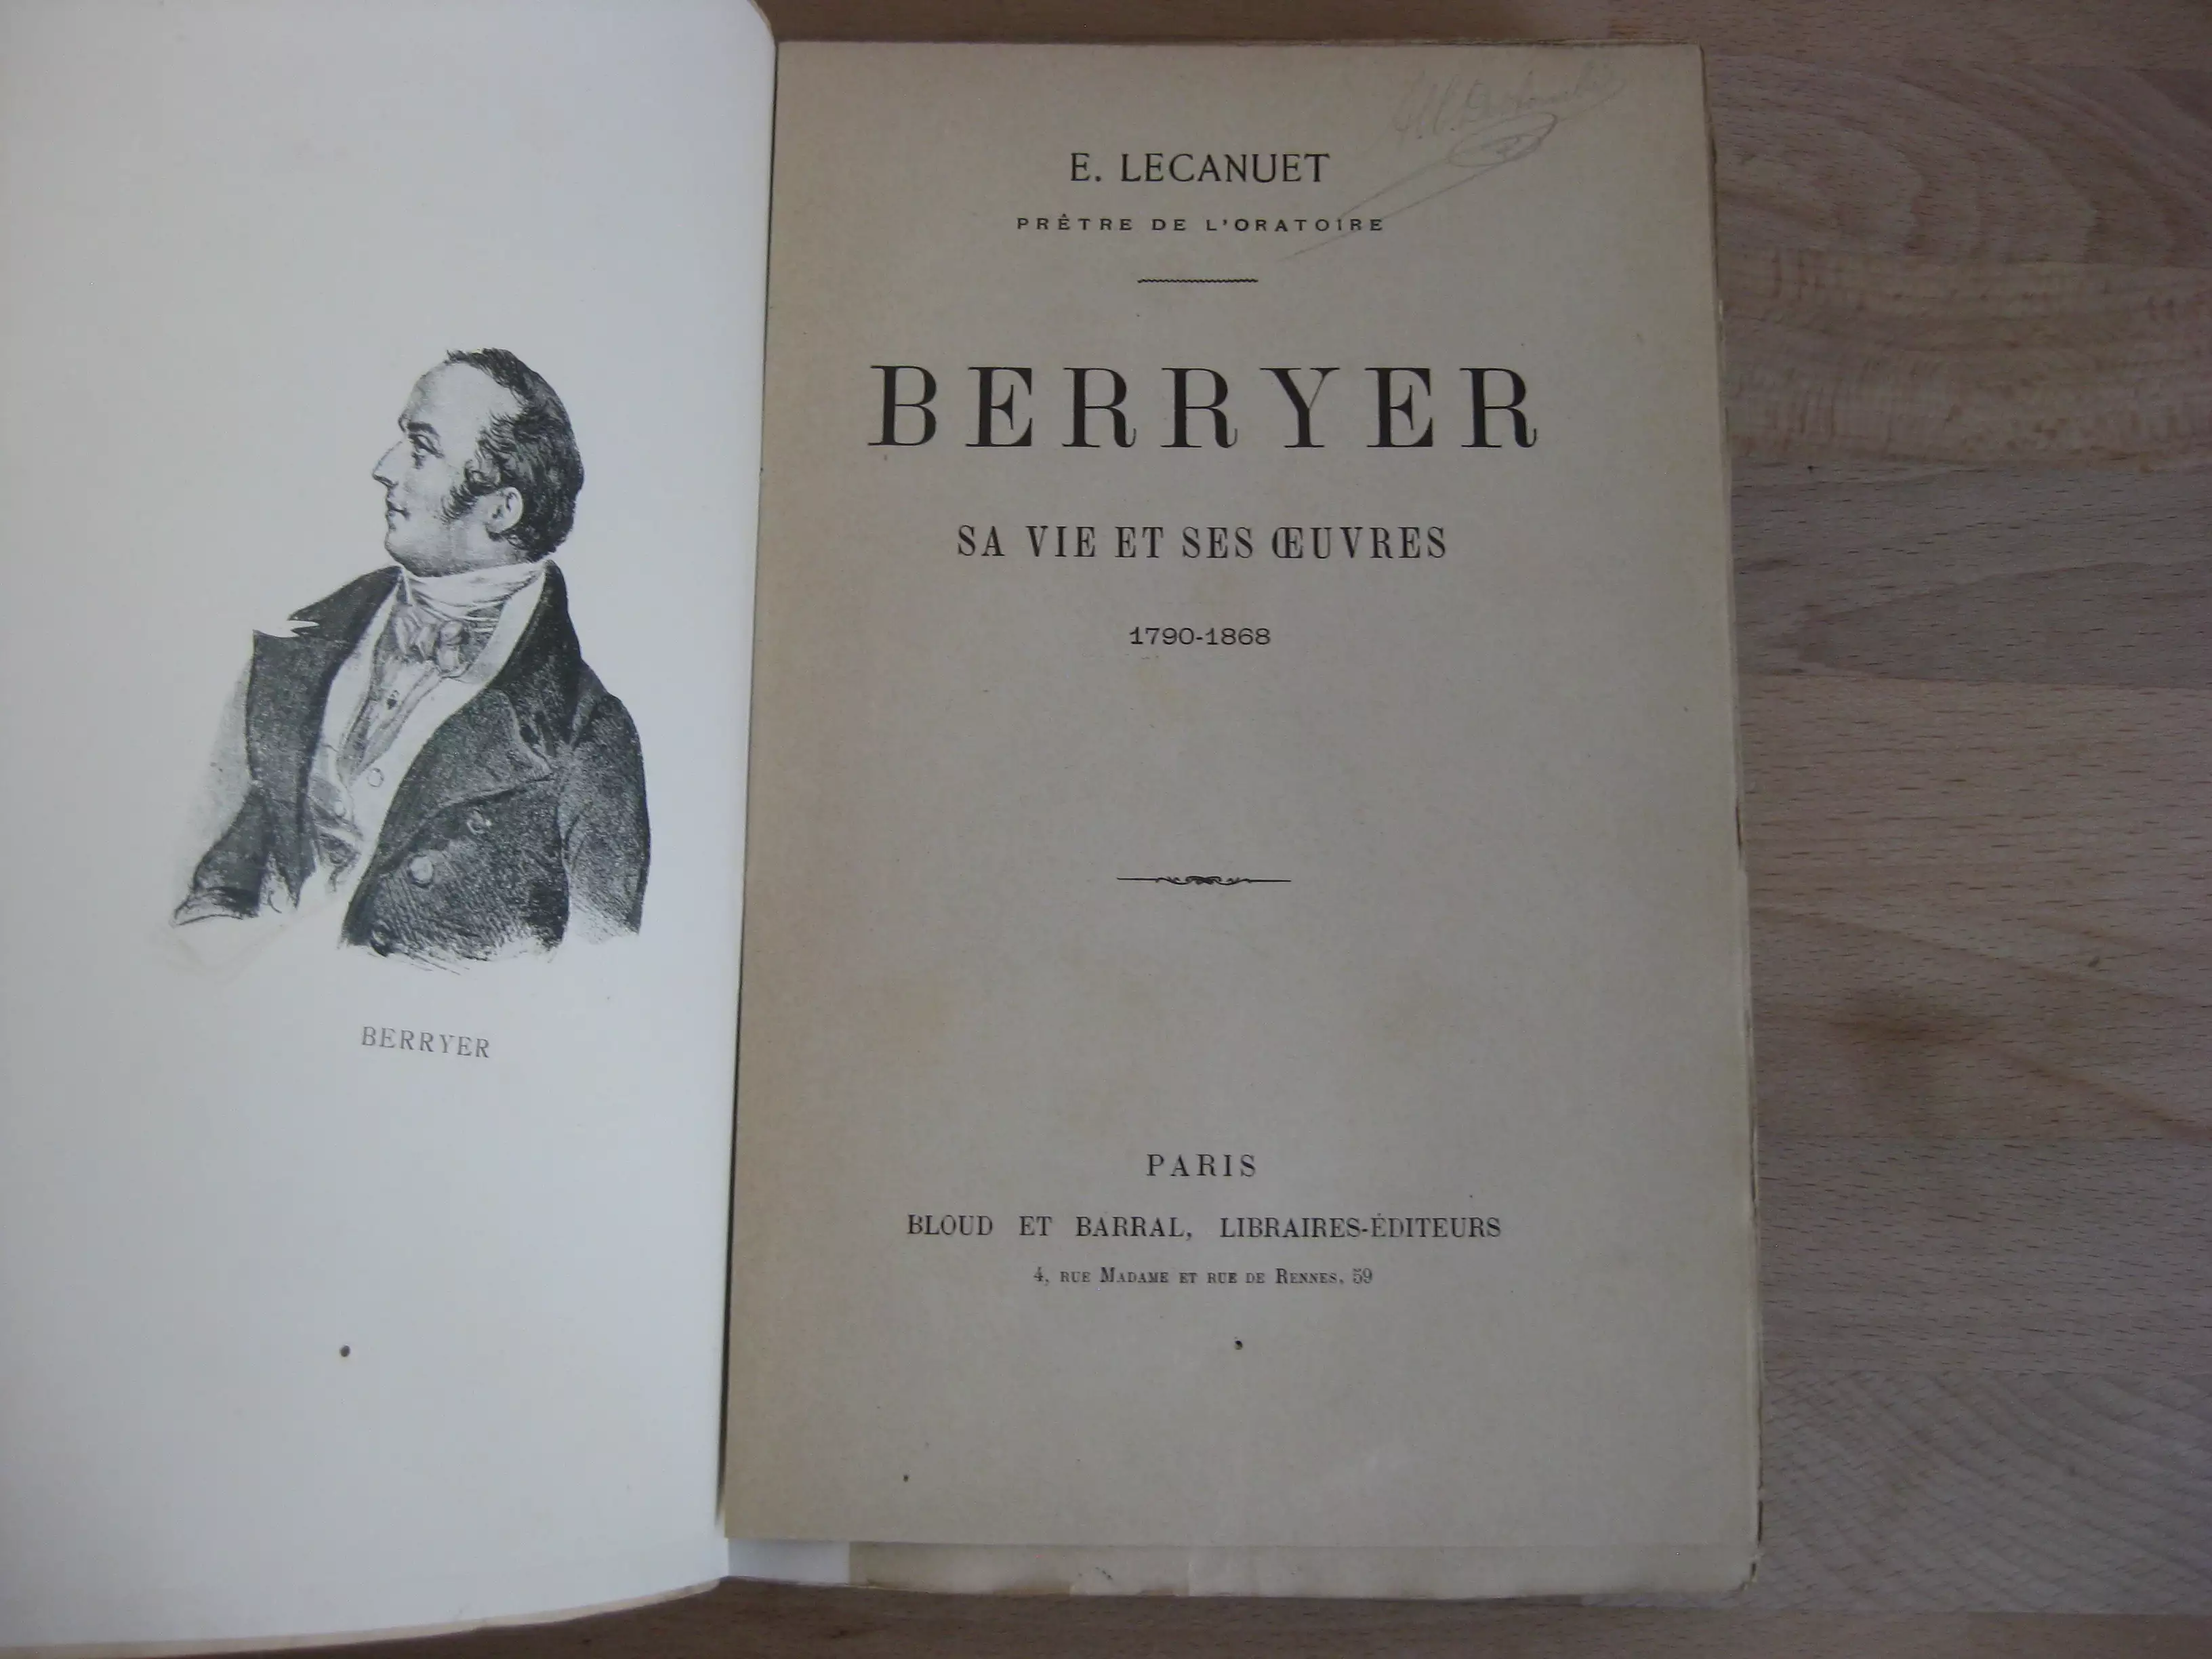 BERRYER
E. LECANUET
PRÊTRE DE L'ORATOIRE
BERRYER
SA VIE ET SES ŒUVRES
1790-1868
PARIS
BLOUD ET BARRAL, LIBRAIRES-ÉDITEURS
4, RUE MADAME ET RUE DE RENNES, 59